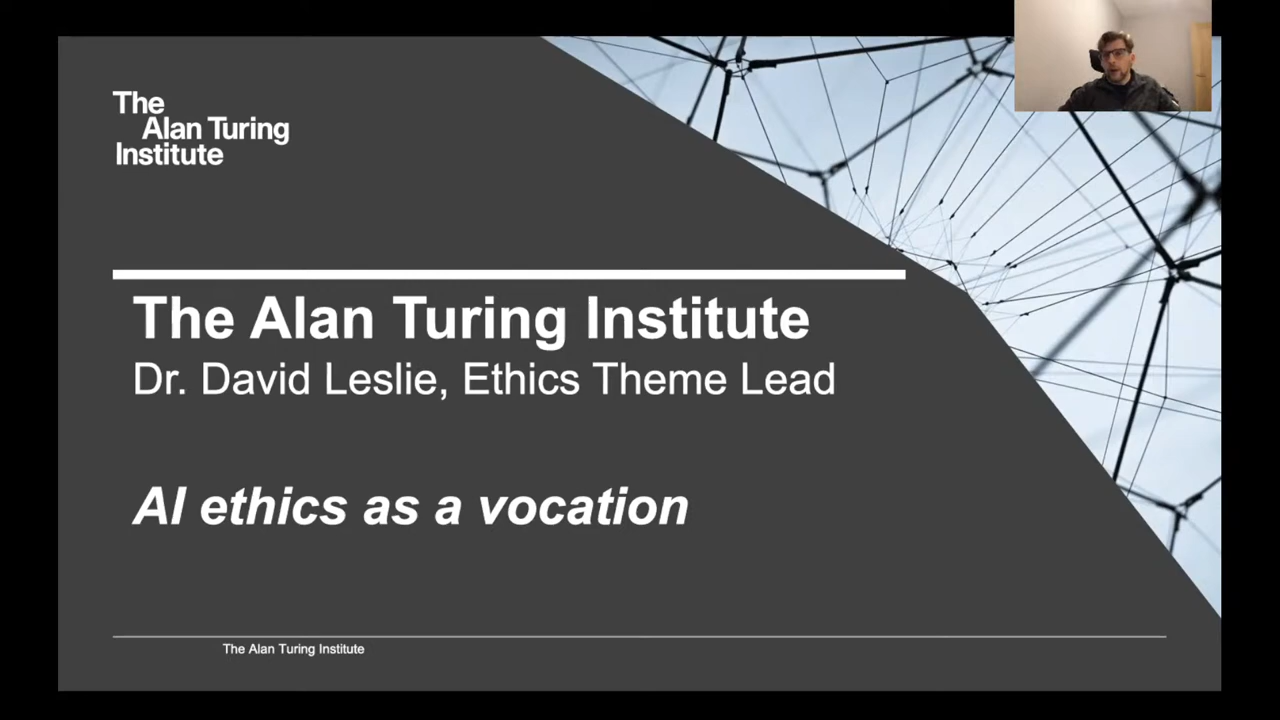 The
Alan Turing
Institute
The Alan Turing Institute
Dr. David Leslie, Ethics Theme Lead
AI ethics as a vocation
The Alan Turing Institute